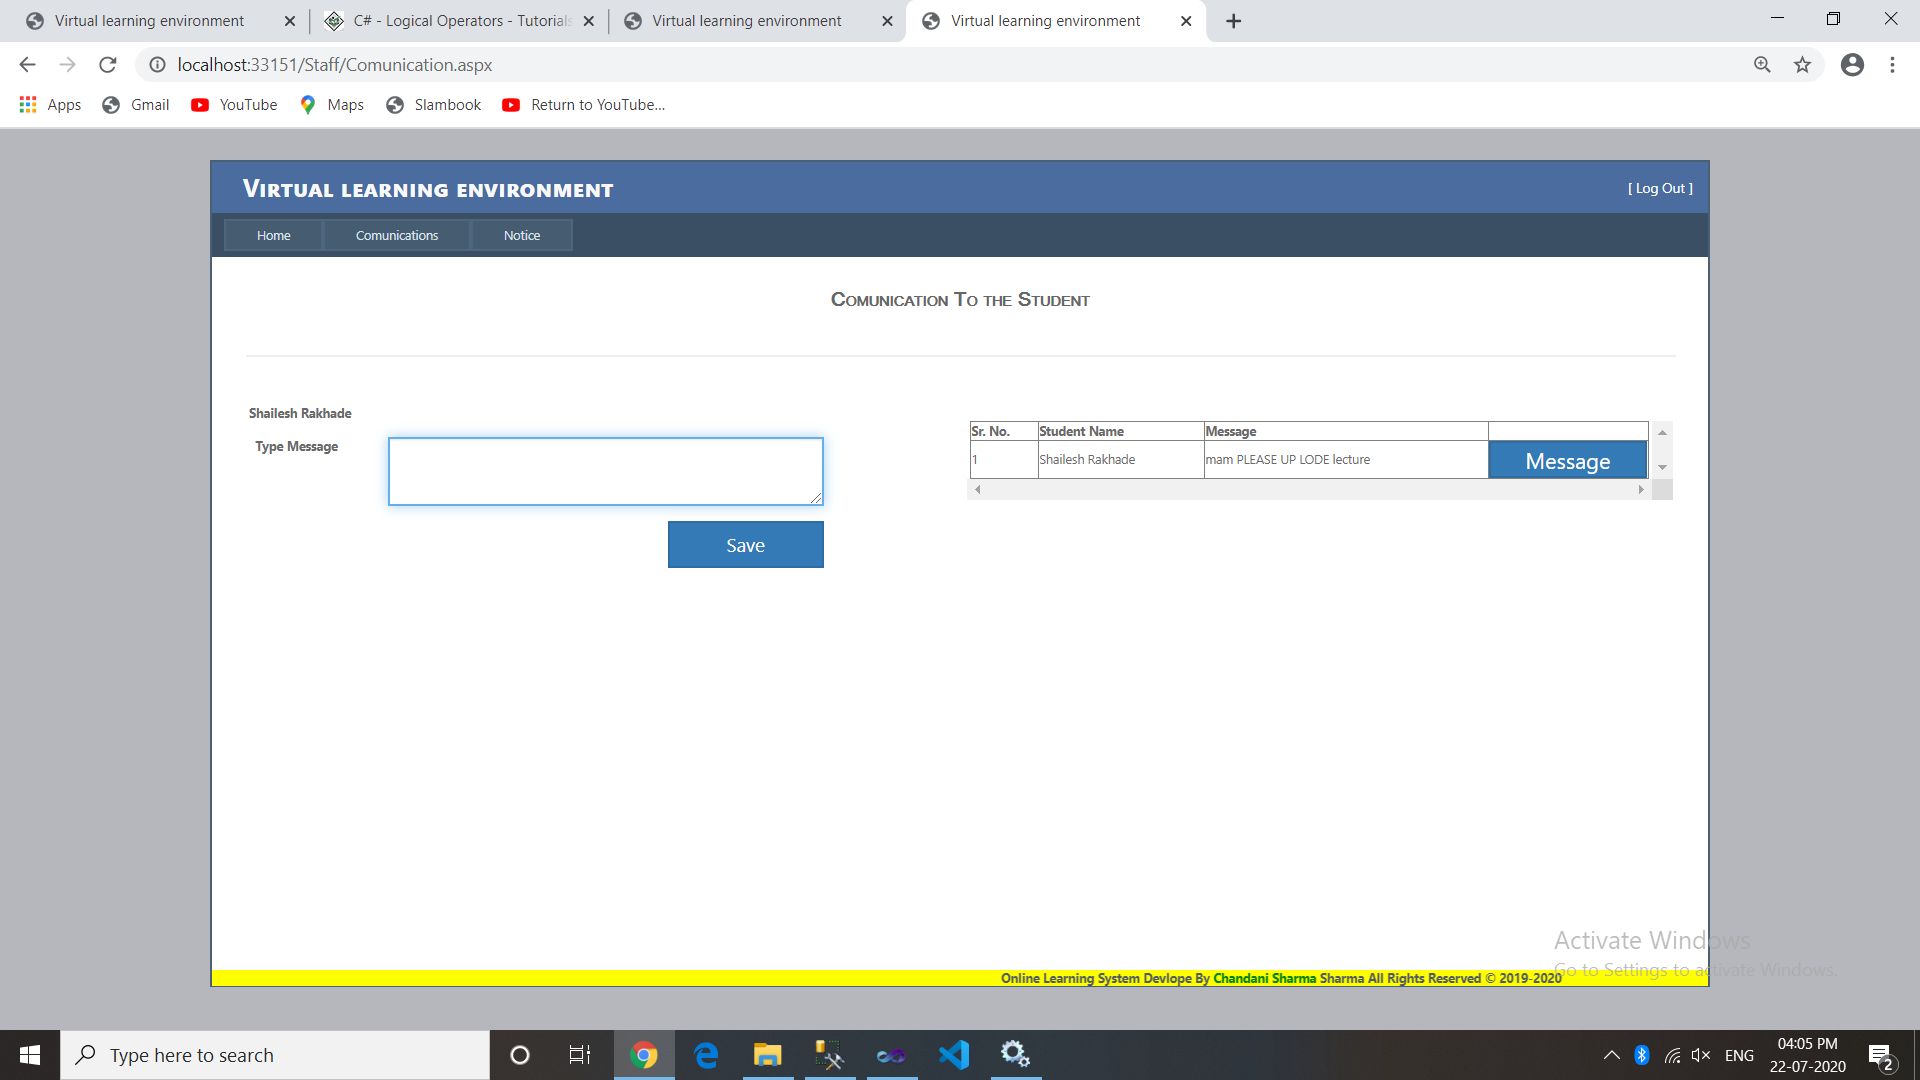 Virtual learning environment
C# - Logical Operators - Tutorials
Virtual learning environment
Virtual learning environment
localhost:33151/Staff/Comunication.aspx
Apps Gmail YouTube Maps Slambook Return to YouTube...
Virtual learning environment
[ Log Out ]
Home Comunications Notice
Comunication To the Student
Shailesh Rakhade
Type Message
Save
Sr. No. Student Name Message
1 Shailesh Rakhade mam PLEASE UP LODE lecture Message
Activate Windows
Go to Settings to activate Windows.
Online Learning System Devlope By Chandani Sharma Sharma All Rights Reserved © 2019-2020
Type here to search
ENG
04:05 PM
22-07-2020
2